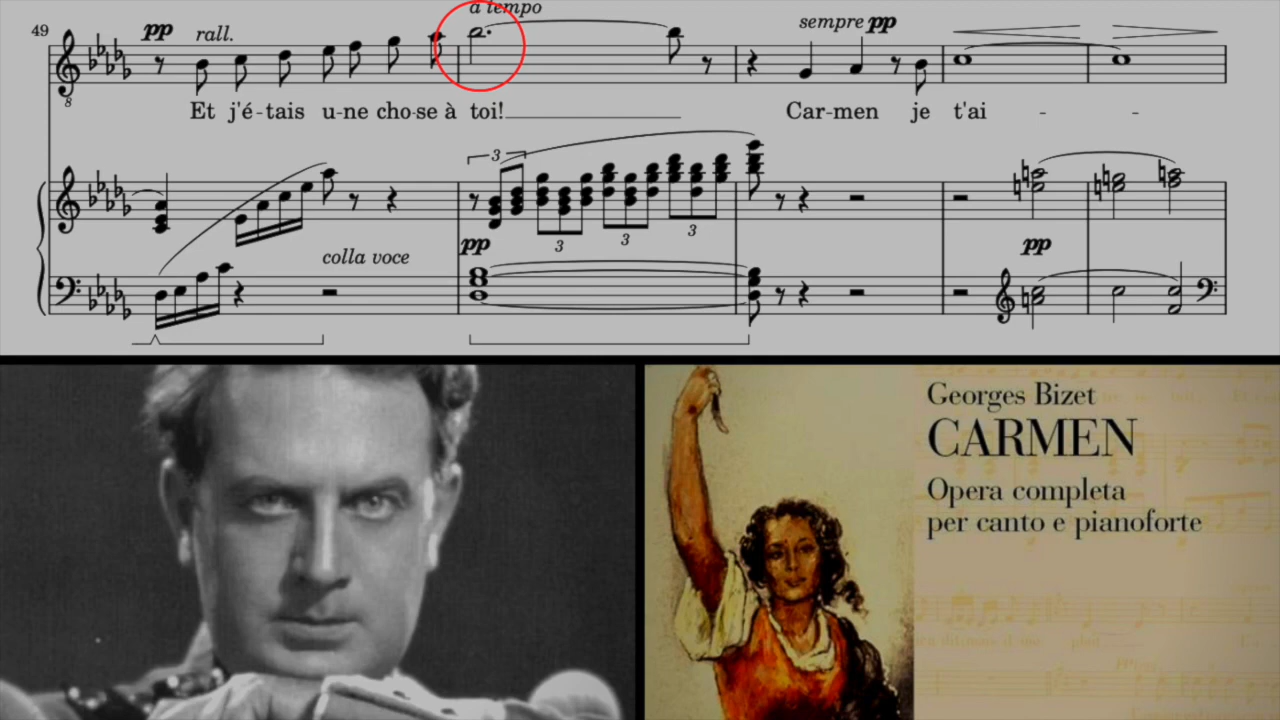 49 pp rall. a tempo sempre pp
8
Et j'é-tais u-ne cho-se à toi! Car-men je t'ai - -
3
colla voce pp pp
3 3 3
Georges Bizet
CARMEN
Opera completa
per canto e pianoforte